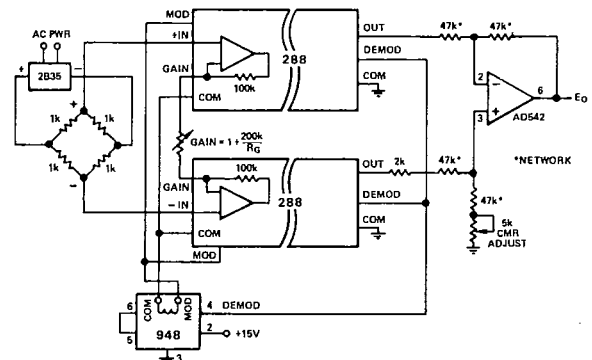 MOD
AC PWR
+IN
OUT
47k*
47k*
DEMOD
+
2B35
−
GAIN
100k
288
COM
COM
2
−
6
EO
+
1k
1k
GAIN = 1 + 200k/RG
3
+
AD542
1k
1k
−
100k
OUT
2k
47k*
*NETWORK
GAIN
DEMOD
47k*
−IN
288
COM
COM
5k
CMR
ADJUST
MOD
6
COM
MOD
4
DEMOD
5
948
2
+15V
3